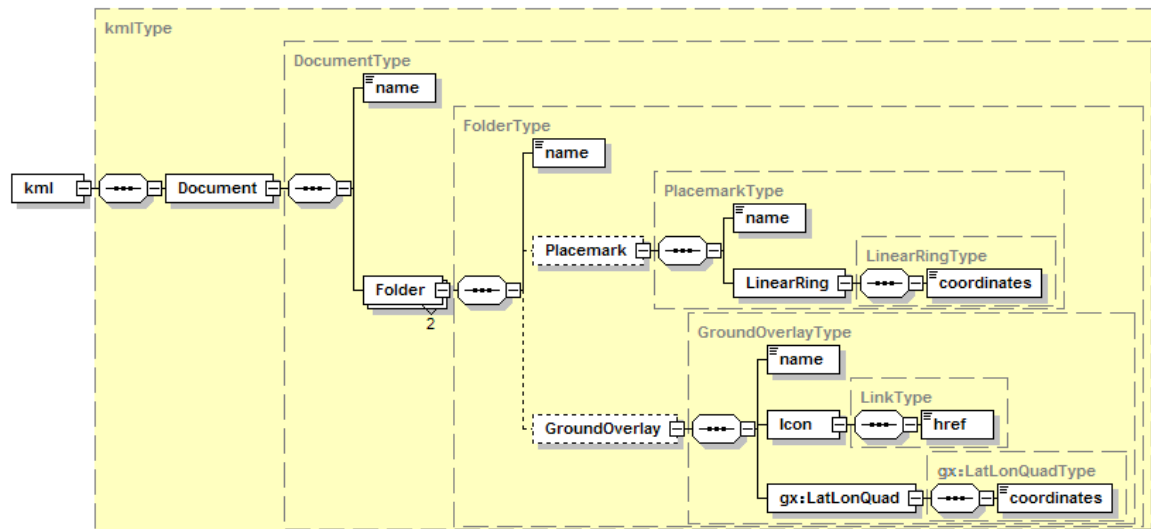 kmlType
DocumentType
name
FolderType
name
PlacemarkType
kml
Document
name
Placemark
LinearRingType
LinearRing
coordinates
Folder
2
GroundOverlayType
name
LinkType
GroundOverlay
Icon
href
gx:LatLonQuadType
gx:LatLonQuad
coordinates